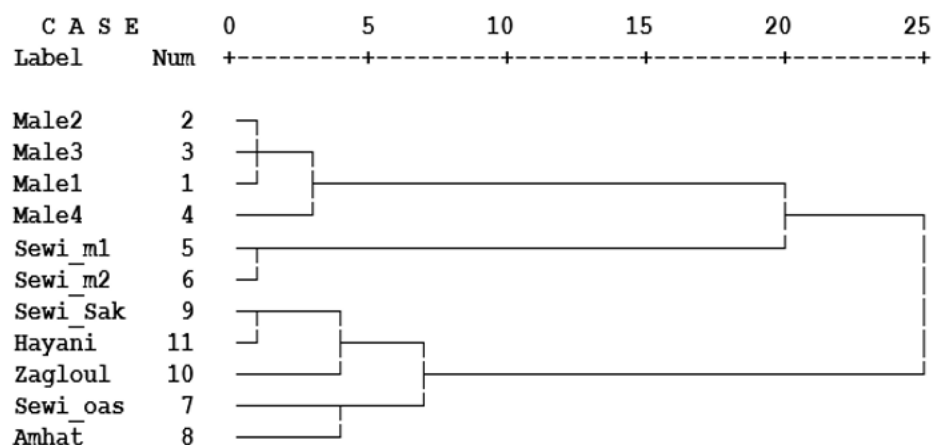 C A S E 0 5 10 15 20 25
Label Num +---------+---------+---------+---------+---------+
Male2 2
Male3 3
Male1 1
Male4 4
Sewi_m1 5
Sewi_m2 6
Sewi_Sak 9
Hayani 11
Zagloul 10
Sewi_oas 7
Amhat 8